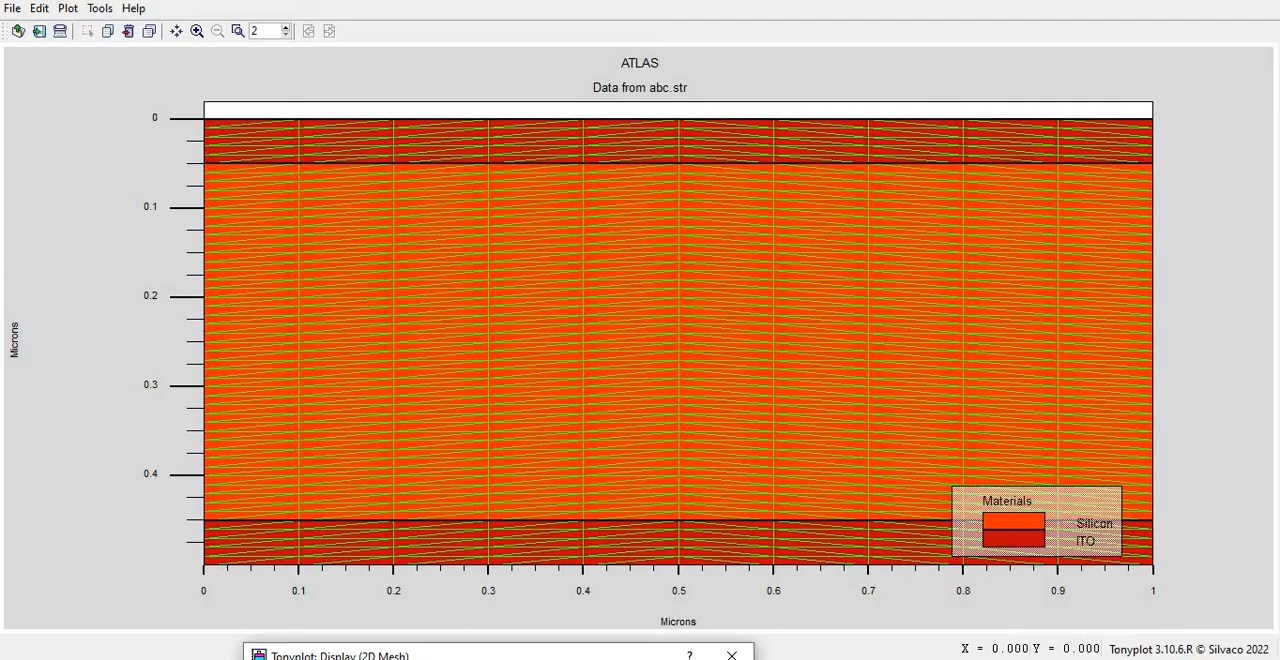 File Edit Plot Tools Help
2
ATLAS
Data from abc.str
0
0.1
0.2
0.3
0.4
Microns
Materials
Silicon
ITO
0 0.1 0.2 0.3 0.4 0.5 0.6 0.7 0.8 0.9 1
Microns
X = 0.000 Y = 0.000 Tonyplot 3.10.6.R © Silvaco 2022
Tonyplot: Display (2D Mesh) ?